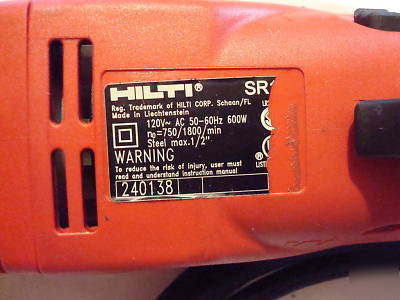 HILTI® SR
Reg. Trademark of HILTI CORP. Schaan/FL
Made in Liechtenstein
120V~ AC 50-60Hz 600W
n₀=750/1800/min
Steel max.1/2"
WARNING
To reduce the risk of injury, user must
read and understand instruction manual
240138